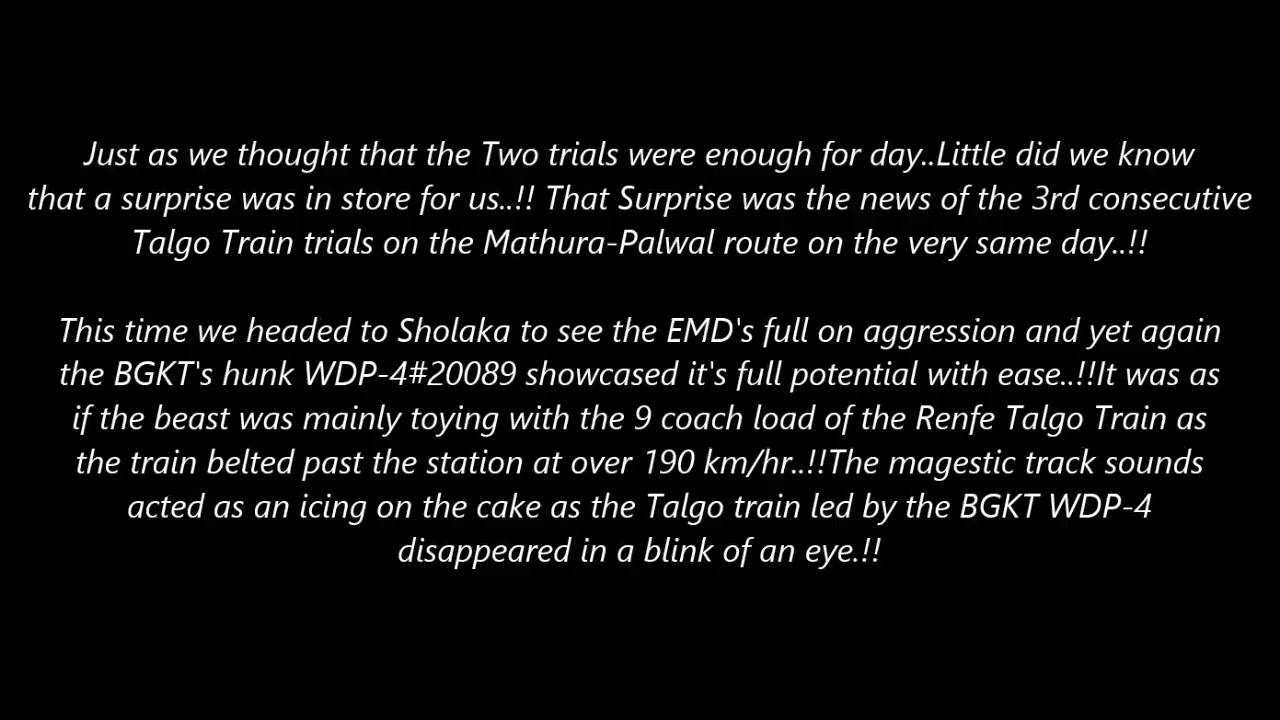 Just as we thought that the Two trials were enough for day..Little did we know
that a surprise was in store for us..!! That Surprise was the news of the 3rd consecutive
Talgo Train trials on the Mathura-Palwal route on the very same day..!!
This time we headed to Sholaka to see the EMD's full on aggression and yet again
the BGKT's hunk WDP-4#20089 showcased it's full potential with ease..!!It was as
if the beast was mainly toying with the 9 coach load of the Renfe Talgo Train as
the train belted past the station at over 190 km/hr..!!The magestic track sounds
acted as an icing on the cake as the Talgo train led by the BGKT WDP-4
disappeared in a blink of an eye.!!